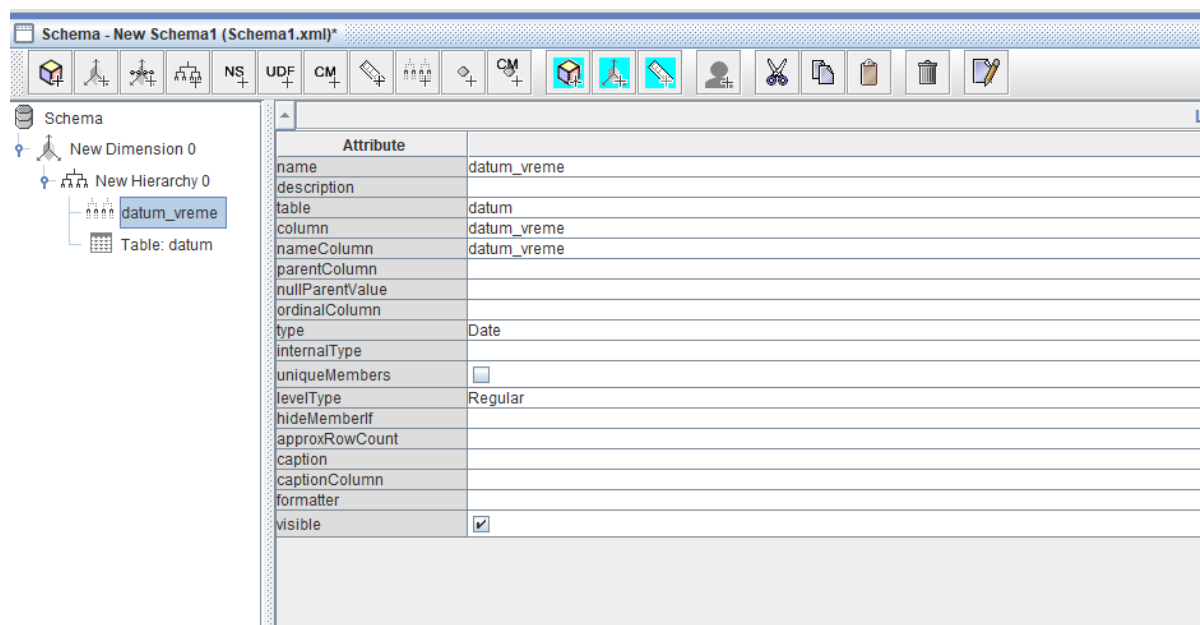 Schema - New Schema1 (Schema1.xml)*
NS UDF CM CM
Schema
New Dimension 0
New Hierarchy 0
datum_vreme
Table: datum
Attribute
name datum_vreme
description
table datum
column datum_vreme
nameColumn datum_vreme
parentColumn
nullParentValue
ordinalColumn
type Date
internalType
uniqueMembers
levelType Regular
hideMemberIf
approxRowCount
caption
captionColumn
formatter
visible